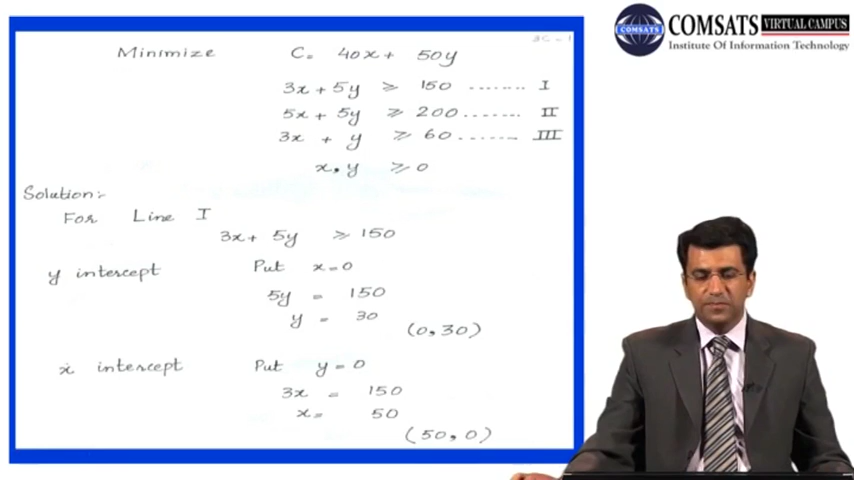 Minimize C= 40x + 50y
3x + 5y ≥ 150 ........ I
5x + 5y ≥ 200 ....... II
3x + y ≥ 60 ....... III
x, y ≥ 0
Solution:-
For Line I
3x + 5y ≥ 150
y intercept Put x=0
5y = 150
y = 30
(0, 30)
x intercept Put y = 0
3x = 150
x= 50
(50, 0)
COMSATS VIRTUAL CAMPUS
Institute Of Information Technology
COMSATS